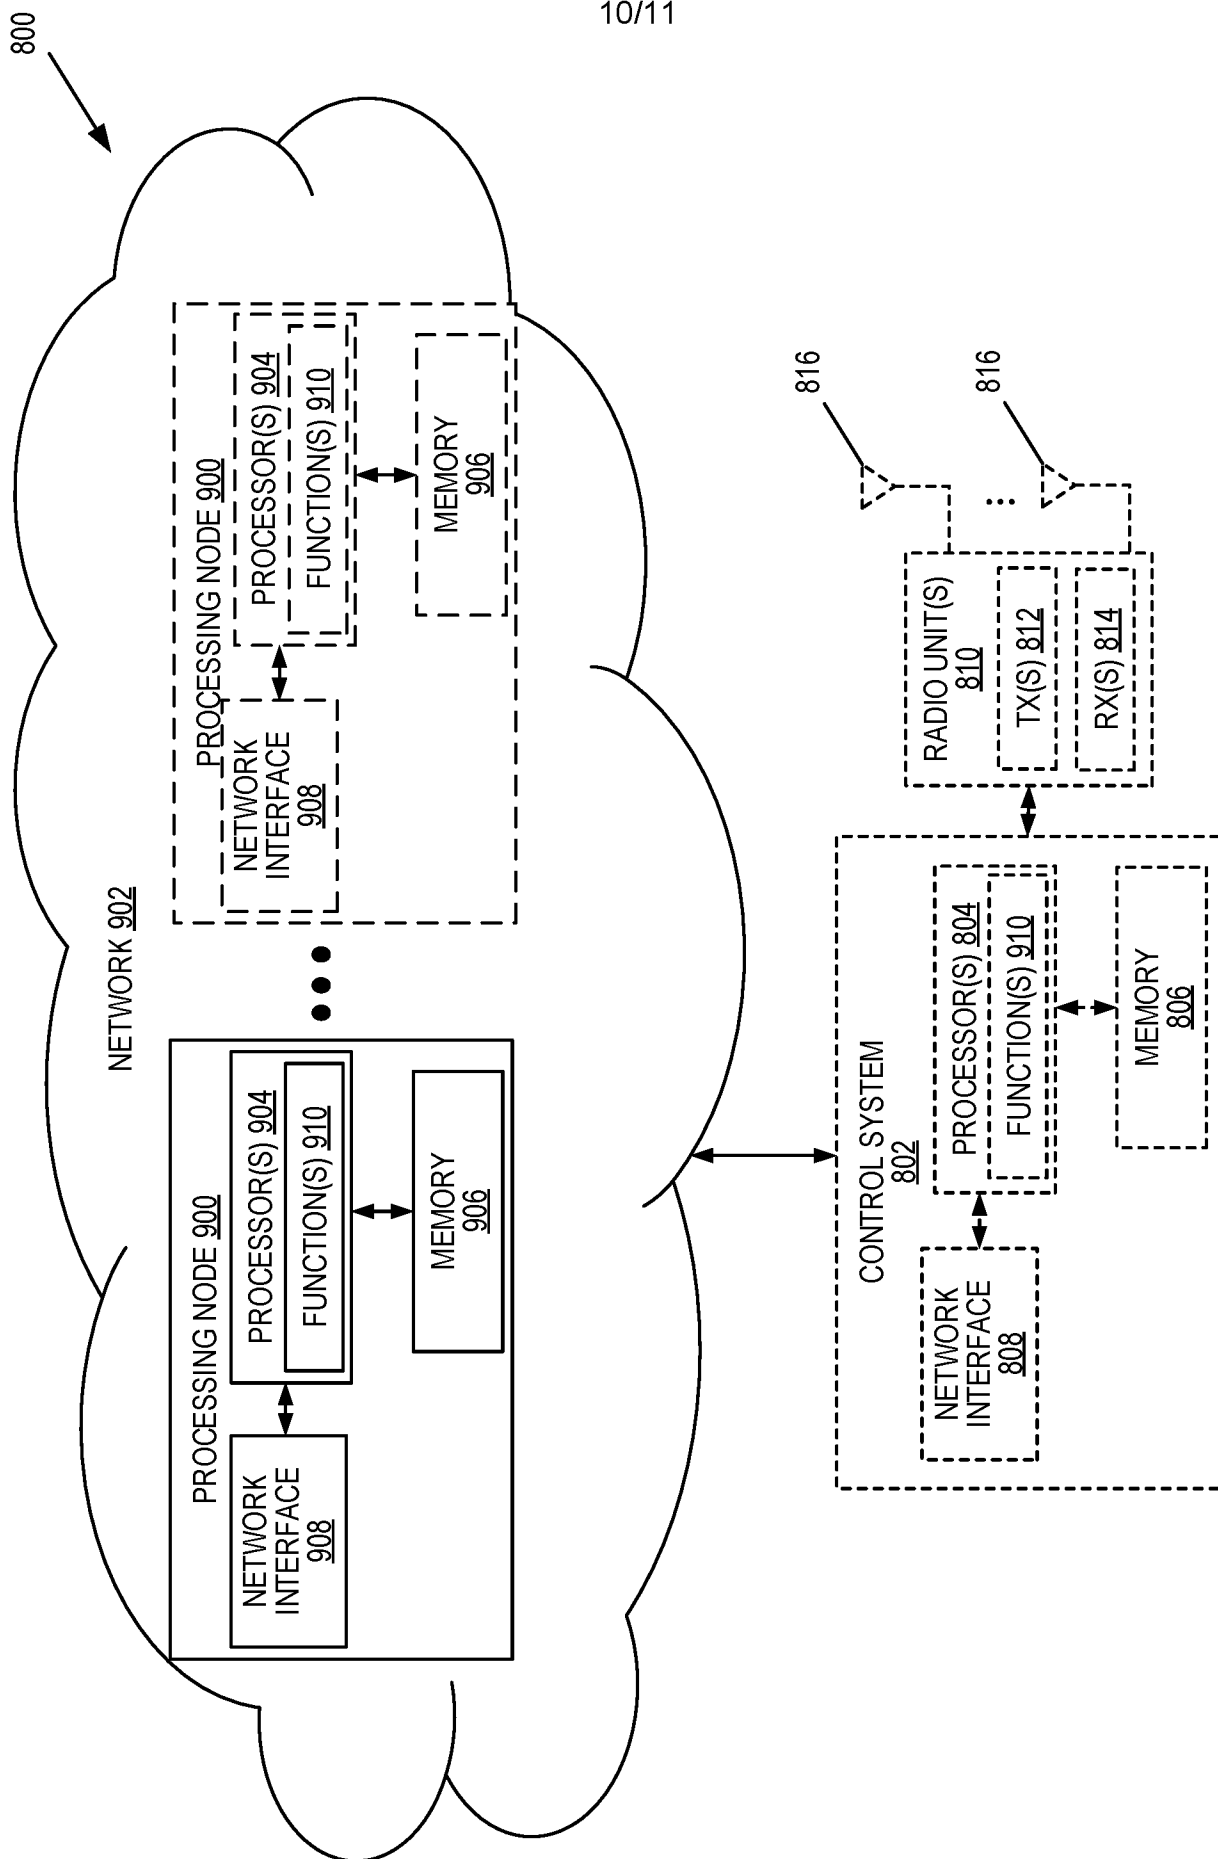 10/11
800
NETWORK 902
PROCESSING NODE 900
NETWORK
INTERFACE
908
PROCESSOR(S) 904
FUNCTION(S) 910
MEMORY
906
PROCESSING NODE 900
NETWORK
INTERFACE
908
PROCESSOR(S) 904
FUNCTION(S) 910
MEMORY
906
CONTROL SYSTEM
802
NETWORK
INTERFACE
808
PROCESSOR(S) 804
FUNCTION(S) 910
MEMORY
806
RADIO UNIT(S)
810
TX(S) 812
RX(S) 814
816
816